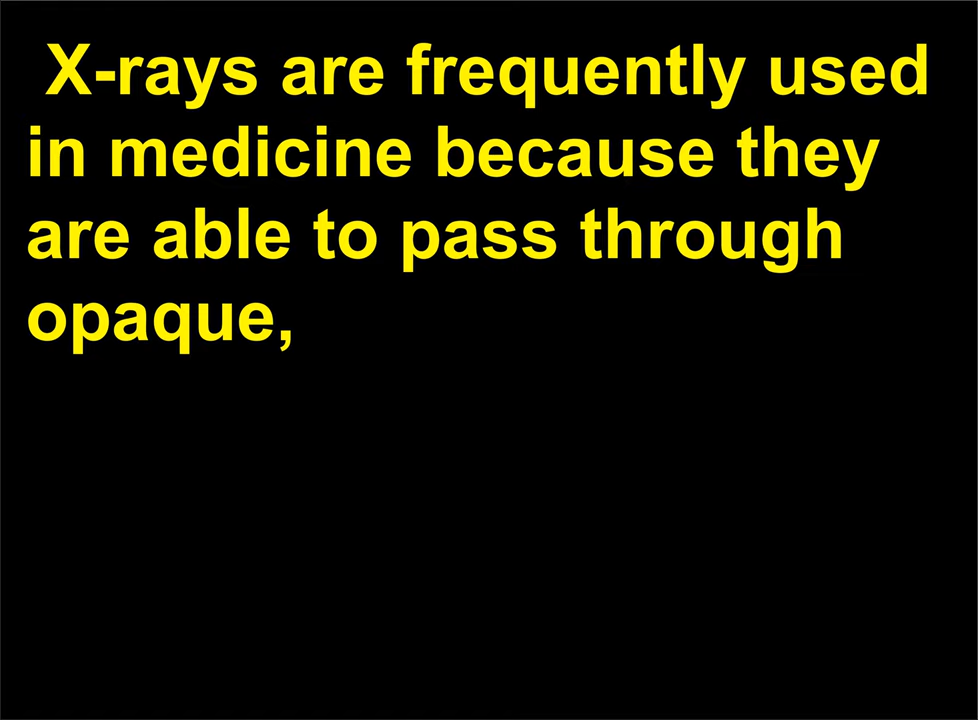 X-rays are frequently used
in medicine because they
are able to pass through
opaque,